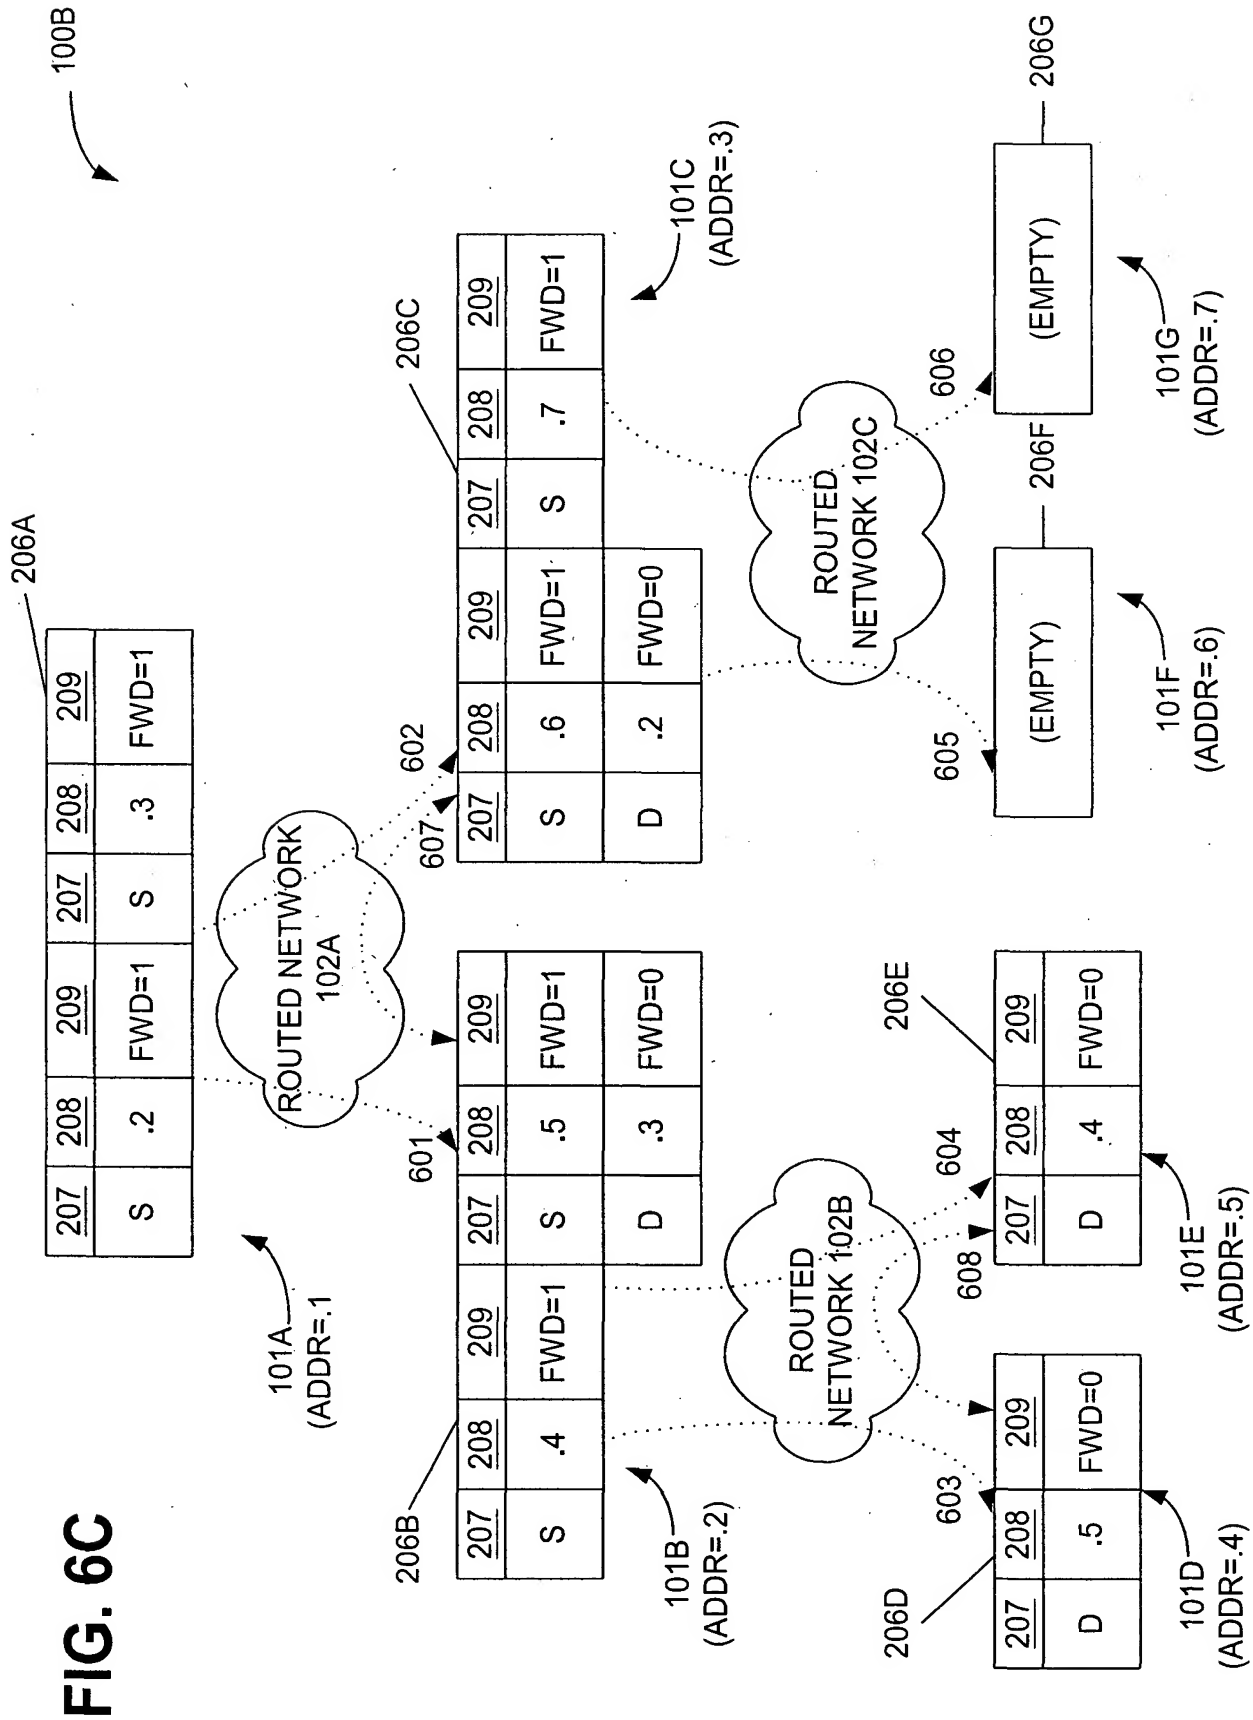 FIG. 6C
100B
206A
207 208 209 207 208 209
S .2 FWD=1 S .3 FWD=1
101A
(ADDR=.1
ROUTED NETWORK
102A
601
607
602
206B
207 208 209 207 208 209
S .4 FWD=1 S .5 FWD=1
D .3 FWD=0
101B
(ADDR=.2)
206C
207 208 209 207 208 209
S .6 FWD=1 S .7 FWD=1
D .2 FWD=0
101C
(ADDR=.3)
ROUTED
NETWORK 102B
603
608
604
ROUTED
NETWORK 102C
605
606
206D
207 208 209
D .5 FWD=0
101D
(ADDR=.4)
206E
207 208 209
D .4 FWD=0
101E
(ADDR=.5)
206F
(EMPTY)
101F
(ADDR=.6)
206G
(EMPTY)
101G
(ADDR=.7)